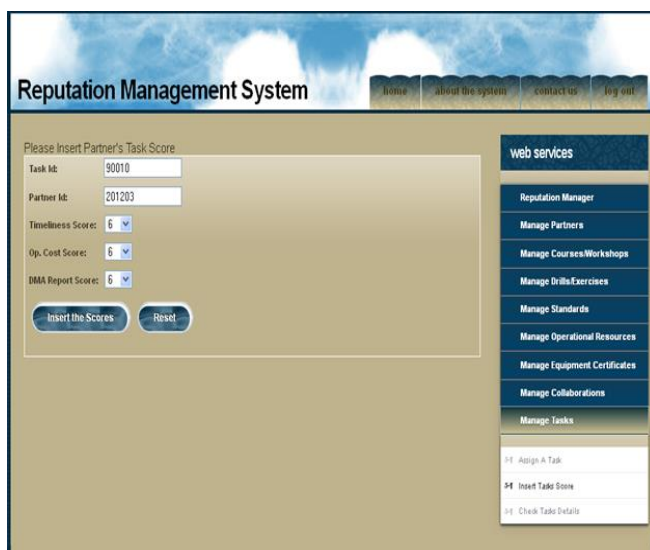 Reputation Management System
home about the system contact us log out
Please Insert Partner's Task Score
Task Id: 90010
Partner Id: 201203
Timeliness Score: 6
Op. Cost Score: 6
DMA Report Score: 6
Insert the Scores Reset
web services
Reputation Manager
Manage Partners
Manage Courses/Workshops
Manage Drills/Exercises
Manage Standards
Manage Operational Resources
Manage Equipment Certificates
Manage Collaborations
Manage Tasks
Assign A Task
Insert Tasks Score
Check Tasks Details